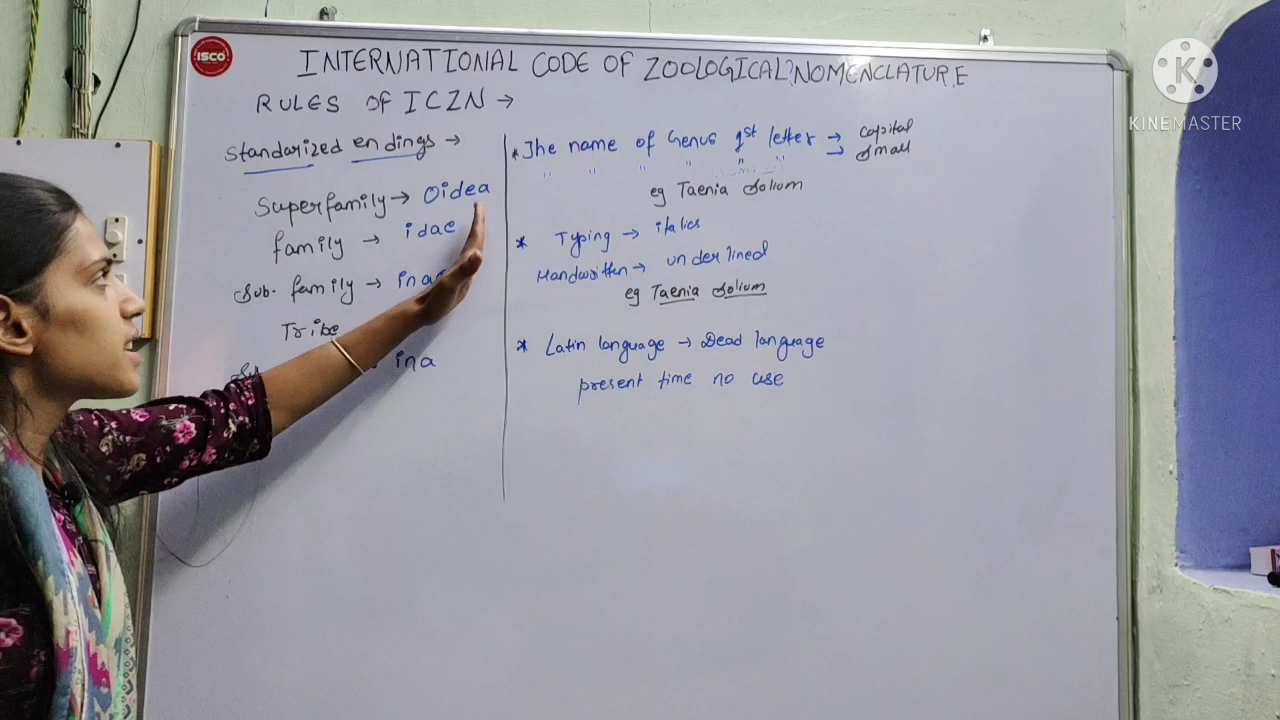 ISCO
INTERNATIONAL CODE OF ZOOLOGICAL NOMENCLATURE
RULES OF ICZN →
Standarized endings →
Superfamily → Oidea
family → idae
Sub. family →
Tribe
ina
* The name of Genus 1st letter → capital
" " " " " → Small
eg Taenia Solium
* Typing → italics
Handwritten → underlined
eg Taenia Solium
* Latin language → Dead language
present time no use
K
KINEMASTER